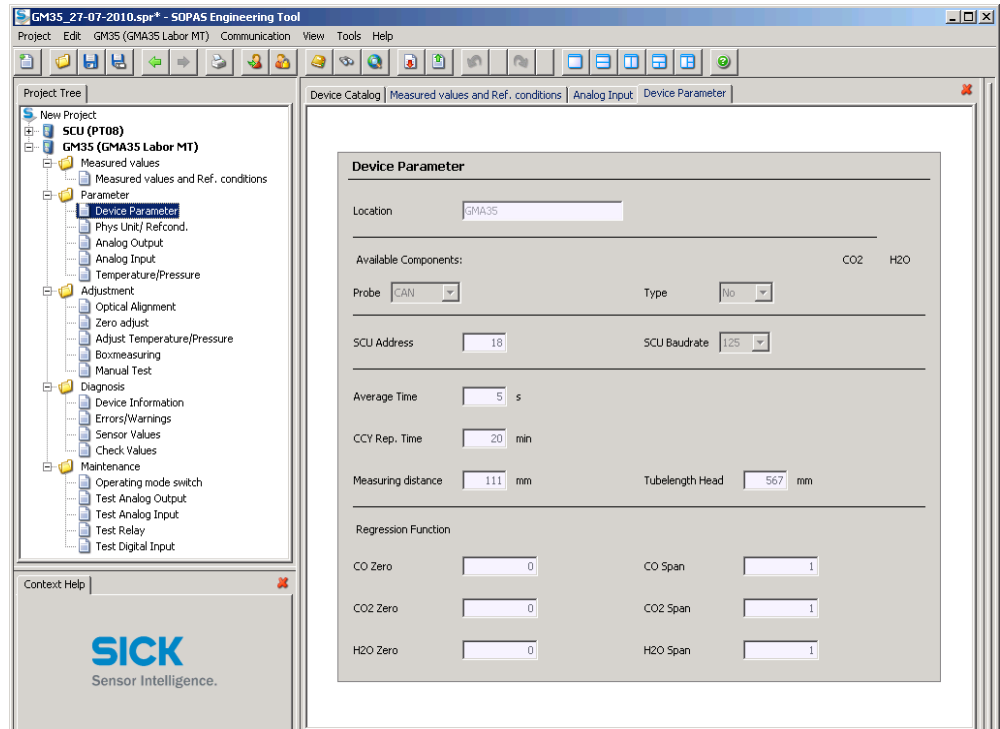 GM35_27-07-2010.spr* - SOPAS Engineering Tool
Project Edit GM35 (GMA35 Labor MT) Communication View Tools Help
Project Tree
New Project
SCU (PT08)
GM35 (GMA35 Labor MT)
Measured values
Measured values and Ref. conditions
Parameter
Device Parameter
Phys Unit/ Refcond.
Analog Output
Analog Input
Temperature/Pressure
Adjustment
Optical Alignment
Zero adjust
Adjust Temperature/Pressure
Boxmeasuring
Manual Test
Diagnosis
Device Information
Errors/Warnings
Sensor Values
Check Values
Maintenance
Operating mode switch
Test Analog Output
Test Analog Input
Test Relay
Test Digital Input
Context Help
SICK
Sensor Intelligence.
Device Catalog Measured values and Ref. conditions Analog Input Device Parameter
Device Parameter
Location GMA35
Available Components: CO2 H2O
Probe CAN Type No
SCU Address 18 SCU Baudrate 125
Average Time 5 s
CCY Rep. Time 20 min
Measuring distance 111 mm Tubelength Head 567 mm
Regression Function
CO Zero 0 CO Span 1
CO2 Zero 0 CO2 Span 1
H2O Zero 0 H2O Span 1